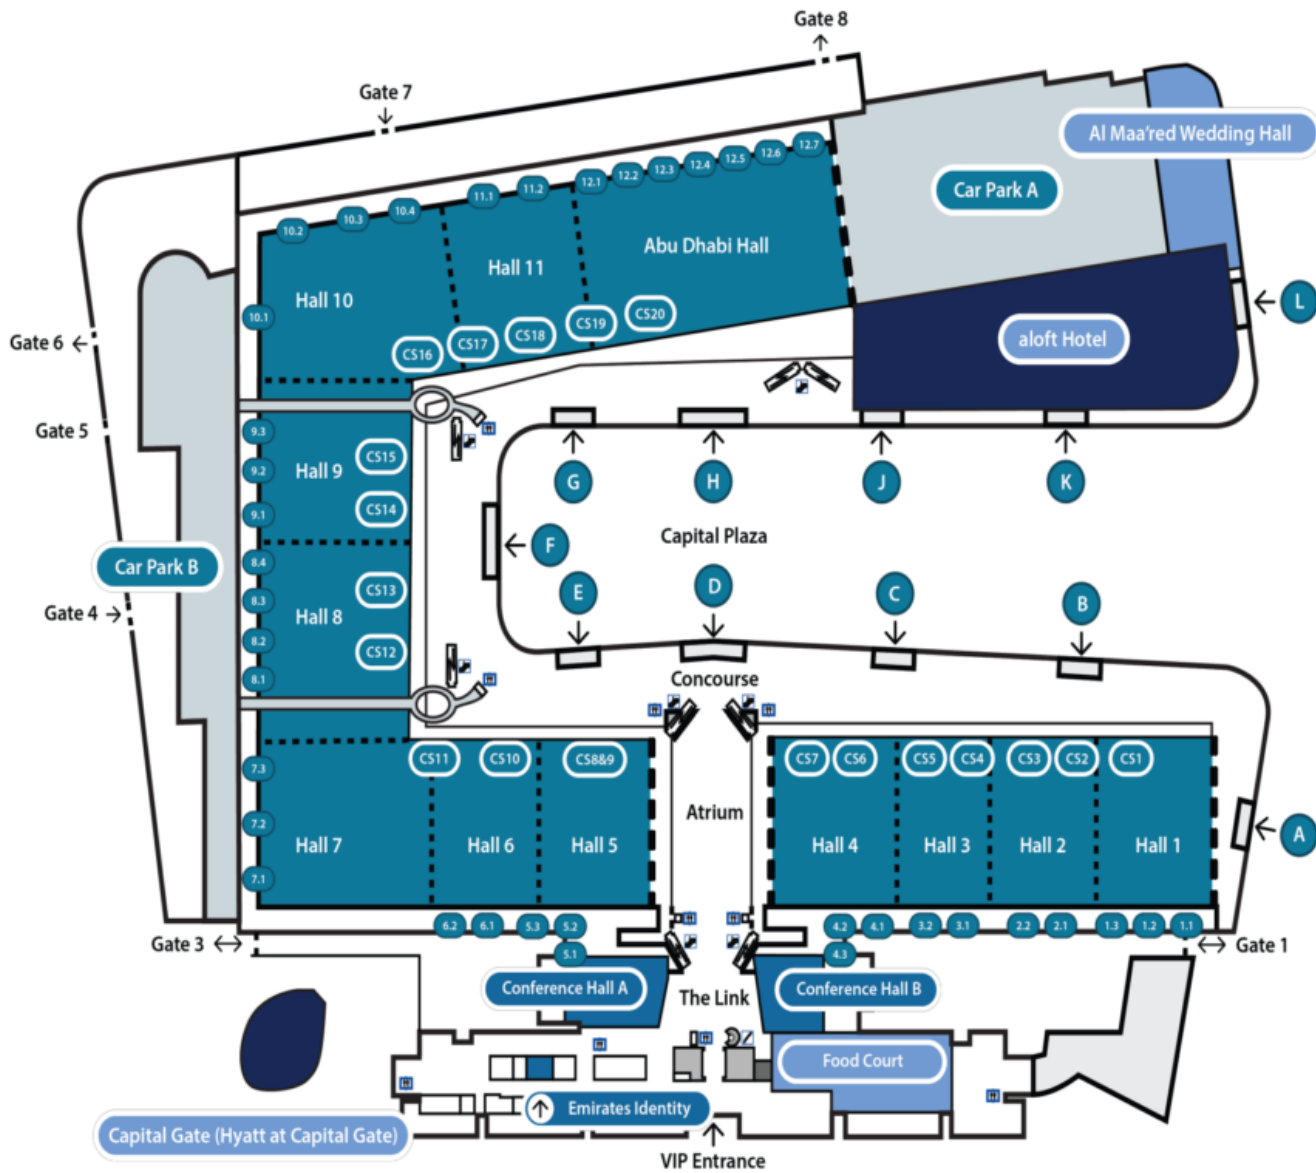 Gate 8
Gate 7
Al Maa'red Wedding Hall
Car Park A
12.7
12.6
12.5
12.4
12.3
12.2
12.1
11.2
11.1
10.4
10.3
10.2
Abu Dhabi Hall
Hall 11
Hall 10
10.1
L
CS20
CS19
CS18
CS17
CS16
aloft Hotel
Gate 6
Gate 5
9.3
9.2
9.1
Hall 9
CS15
CS14
G
H
J
K
Capital Plaza
F
E
D
C
B
Car Park B
8.4
8.3
8.2
8.1
Hall 8
CS13
CS12
Gate 4
Concourse
CS11
CS10
CS8&9
CS7
CS6
CS5
CS4
CS3
CS2
CS1
7.3
7.2
7.1
Hall 7
Hall 6
Hall 5
Atrium
Hall 4
Hall 3
Hall 2
Hall 1
A
6.2
6.1
5.3
5.2
5.1
4.2
4.1
4.3
3.2
3.1
2.2
2.1
1.3
1.2
1.1
Gate 3
Gate 1
Conference Hall A
The Link
Conference Hall B
Food Court
Emirates Identity
Capital Gate (Hyatt at Capital Gate)
VIP Entrance